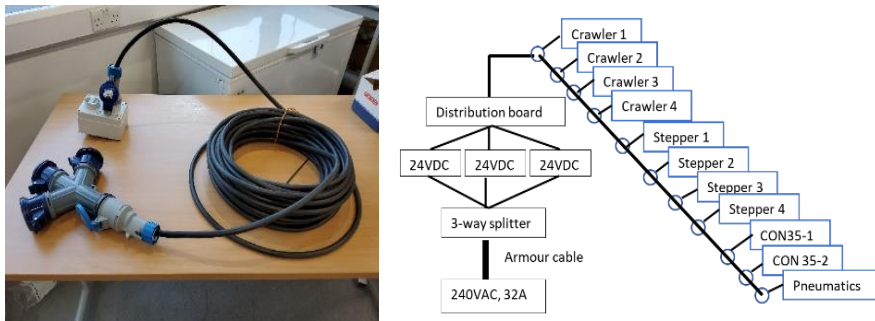 Crawler 1
Crawler 2
Crawler 3
Crawler 4
Distribution board
Stepper 1
24VDC
24VDC
24VDC
Stepper 2
Stepper 3
Stepper 4
3-way splitter
CON35-1
Armour cable
CON 35-2
240VAC, 32A
Pneumatics